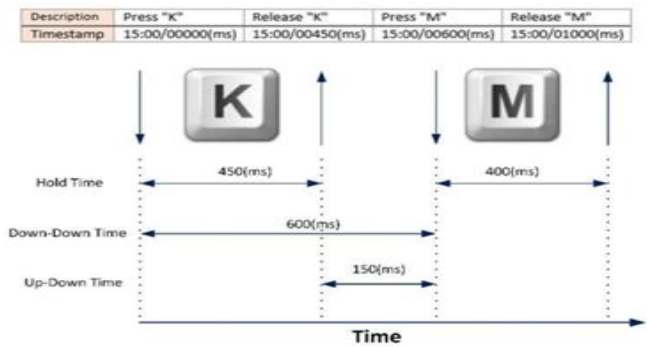 Description Press "K" Release "K" Press "M" Release "M"
Timestamp 15:00/00000(ms) 15:00/00450(ms) 15:00/00600(ms) 15:00/01000(ms)
K M
Hold Time 450(ms) 400(ms)
Down-Down Time 600(ms)
Up-Down Time 150(ms)
Time